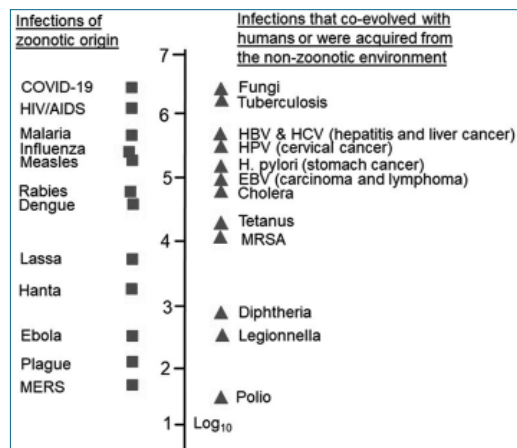 Infections of
zoonotic origin
Infections that co-evolved with
humans or were acquired from
the non-zoonotic environment
7
COVID-19
Fungi
HIV/AIDS
6
Tuberculosis
Malaria
HBV & HCV (hepatitis and liver cancer)
Influenza
HPV (cervical cancer)
Measles
H. pylori (stomach cancer)
5
EBV (carcinoma and lymphoma)
Rabies
Cholera
Dengue
Tetanus
4
MRSA
Lassa
Hanta
3
Diphtheria
Ebola
Legionnella
Plague
2
MERS
Polio
1
Log10